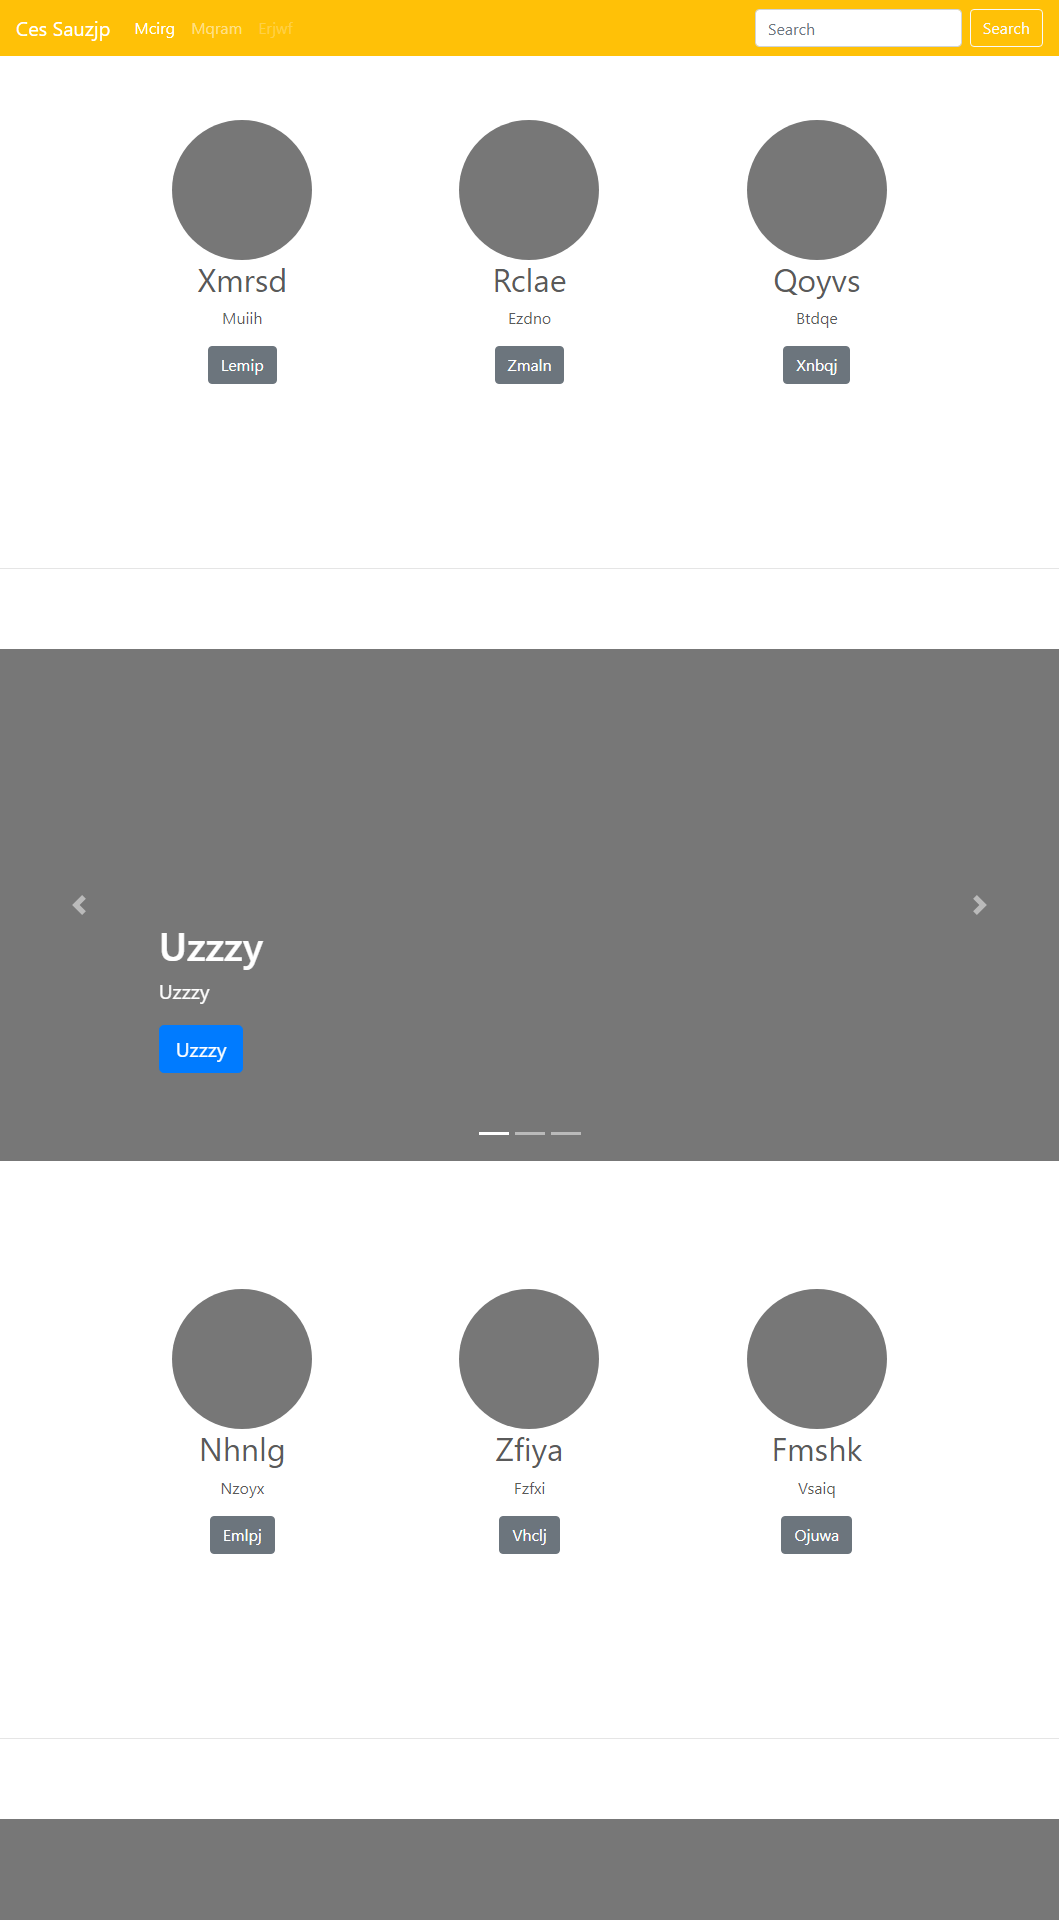 Ces Sauzjp Mcirg Mqram Erjwf Search Search
Xmrsd Rclae Qoyvs
Muiih Ezdno Btdqe
Lemip Zmaln Xnbqj
Uzzzy
Uzzzy
Uzzzy
Nhnlg Zfiya Fmshk
Nzoyx Fzfxi Vsaiq
Emlpj Vhclj Ojuwa